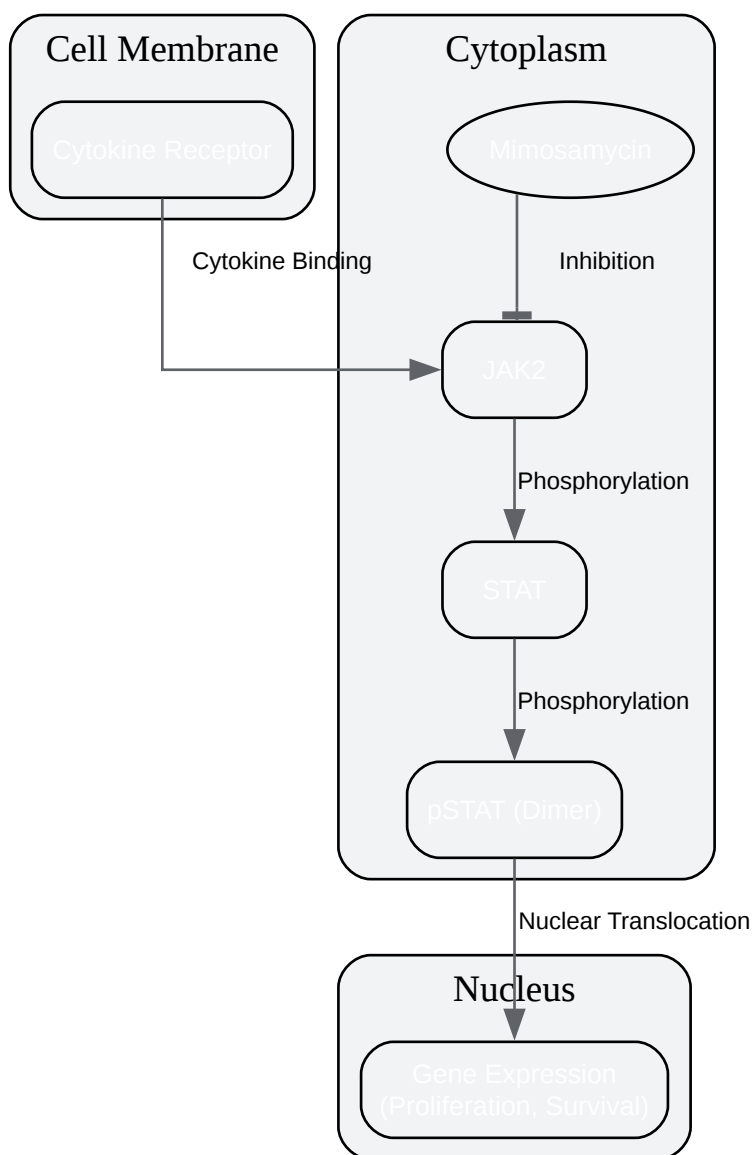 Cell Membrane
Cytoplasm
Cytokine Receptor
Mimosamycin
Cytokine Binding
Inhibition
JAK2
Phosphorylation
STAT
Phosphorylation
pSTAT (Dimer)
Nuclear Translocation
Nucleus
Gene Expression
(Proliferation, Survival)